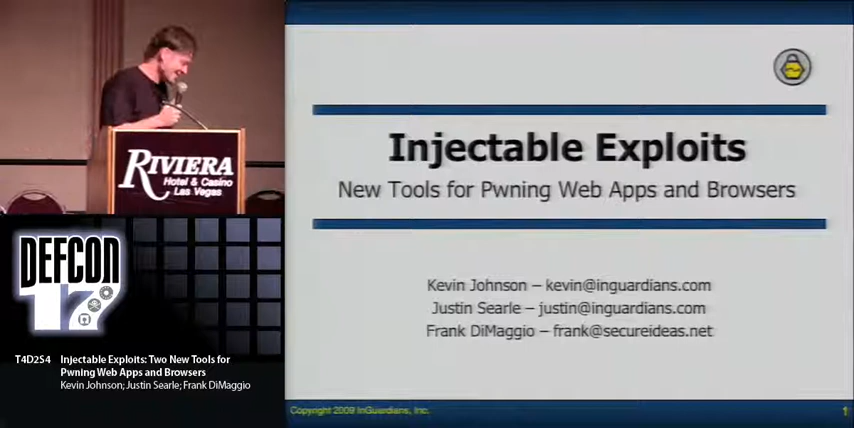 RIVIERA
Hotel & Casino
Las Vegas
DEFCON
17
T4D2S4 Injectable Exploits: Two New Tools for
Pwning Web Apps and Browsers
Kevin Johnson; Justin Searle; Frank DiMaggio
Injectable Exploits
New Tools for Pwning Web Apps and Browsers
Kevin Johnson – kevin@inguardians.com
Justin Searle – justin@inguardians.com
Frank DiMaggio – frank@secureideas.net
Copyright 2009 InGuardians, Inc.
1